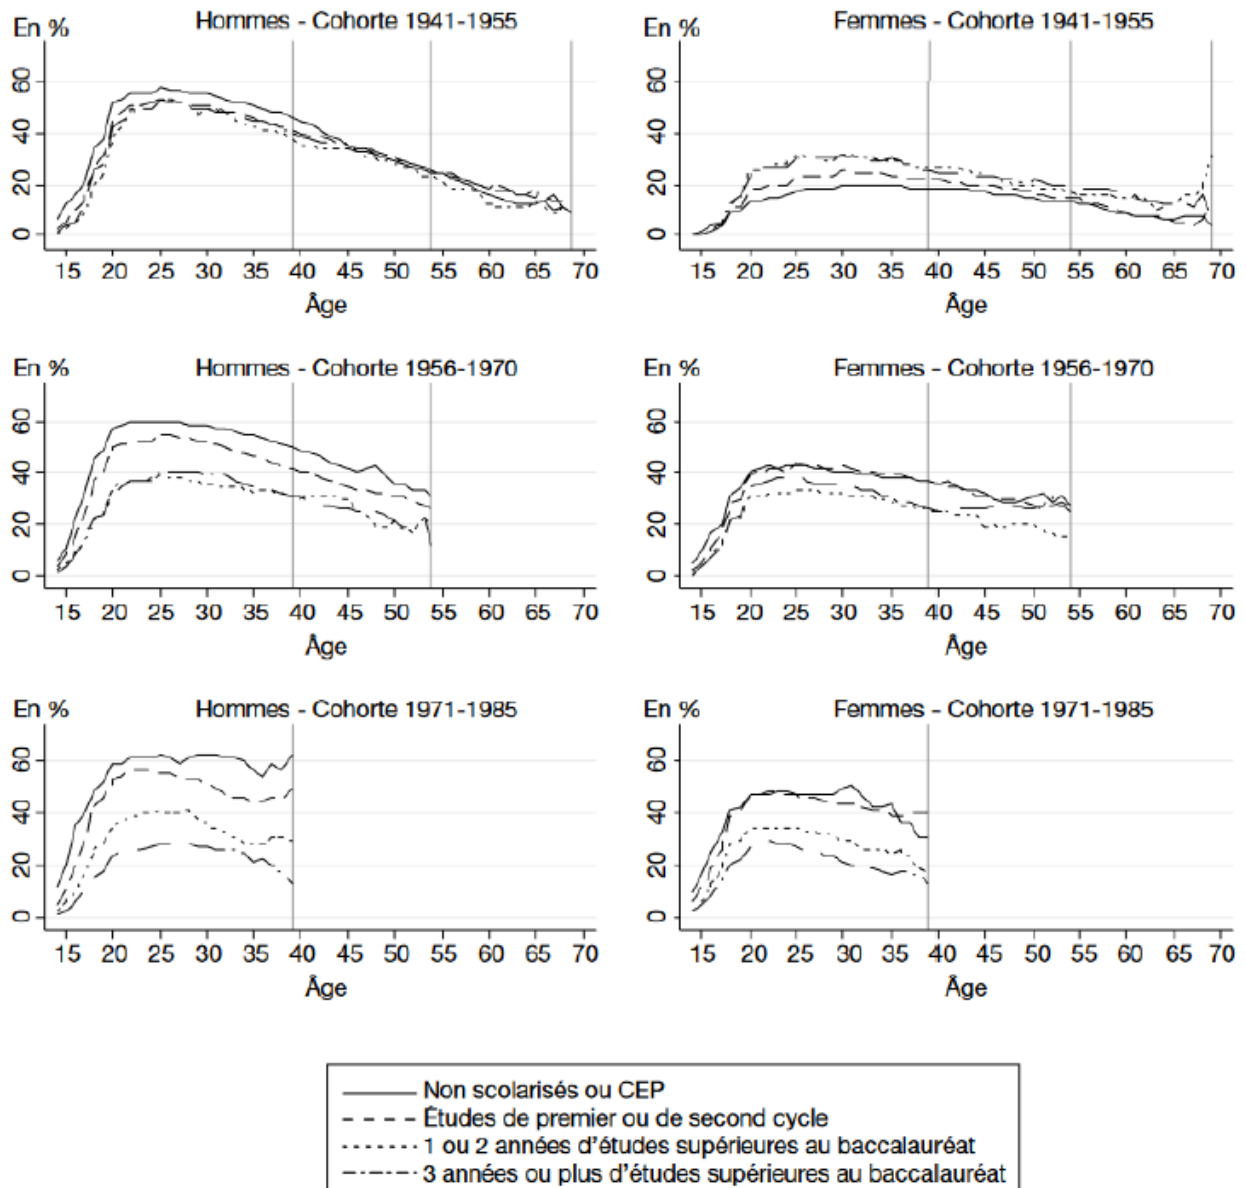 En % Hommes - Cohorte 1941-1955
60
40
20
0
15 20 25 30 35 40 45 50 55 60 65 70
Âge
En % Femmes - Cohorte 1941-1955
60
40
20
0
15 20 25 30 35 40 45 50 55 60 65 70
Âge
En % Hommes - Cohorte 1956-1970
60
40
20
0
15 20 25 30 35 40 45 50 55 60 65 70
Âge
En % Femmes - Cohorte 1956-1970
60
40
20
0
15 20 25 30 35 40 45 50 55 60 65 70
Âge
En % Hommes - Cohorte 1971-1985
60
40
20
0
15 20 25 30 35 40 45 50 55 60 65 70
Âge
En % Femmes - Cohorte 1971-1985
60
40
20
0
15 20 25 30 35 40 45 50 55 60 65 70
Âge
Non scolarisés ou CEP
Études de premier ou de second cycle
1 ou 2 années d'études supérieures au baccalauréat
3 années ou plus d'études supérieures au baccalauréat